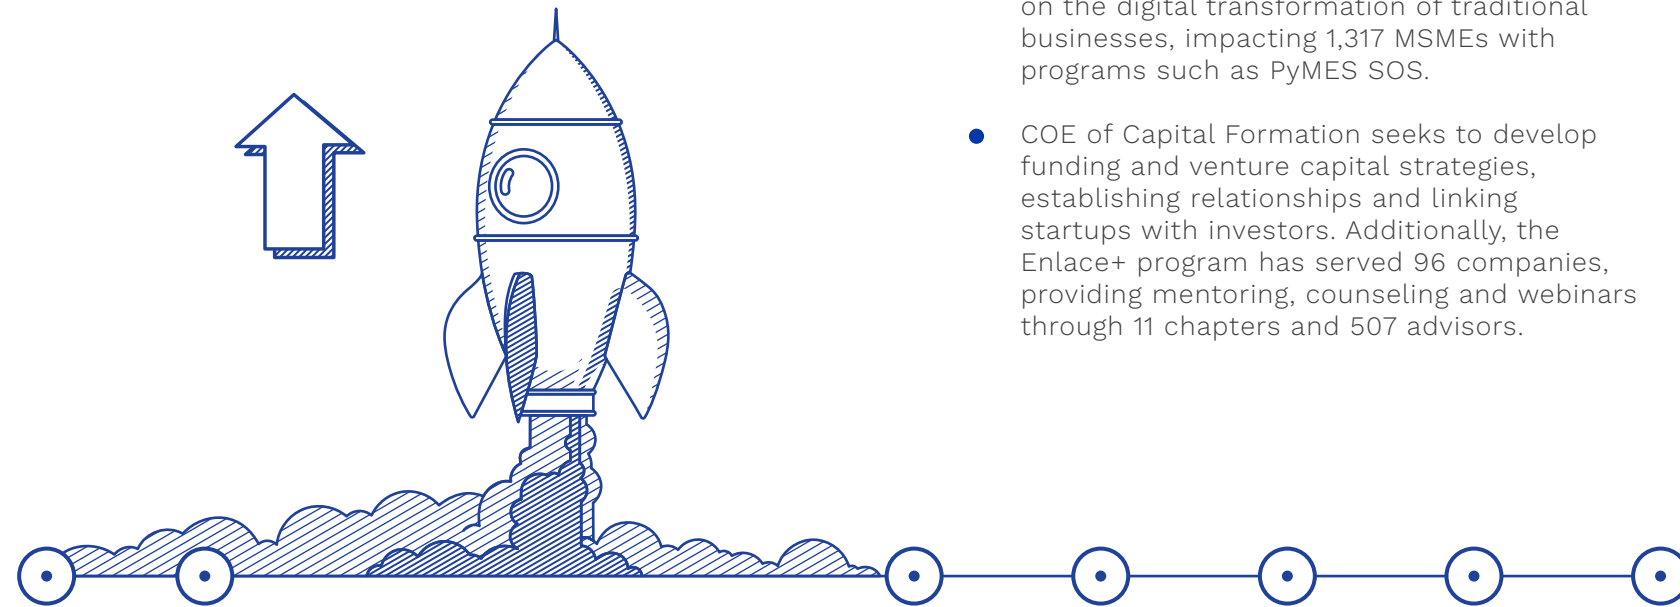 on the digital transformation of traditional
businesses, impacting 1,317 MSMEs with
programs such as PyMES SOS.
COE of Capital Formation seeks to develop
funding and venture capital strategies,
establishing relationships and linking
startups with investors. Additionally, the
Enlace+ program has served 96 companies,
providing mentoring, counseling and webinars
through 11 chapters and 507 advisors.